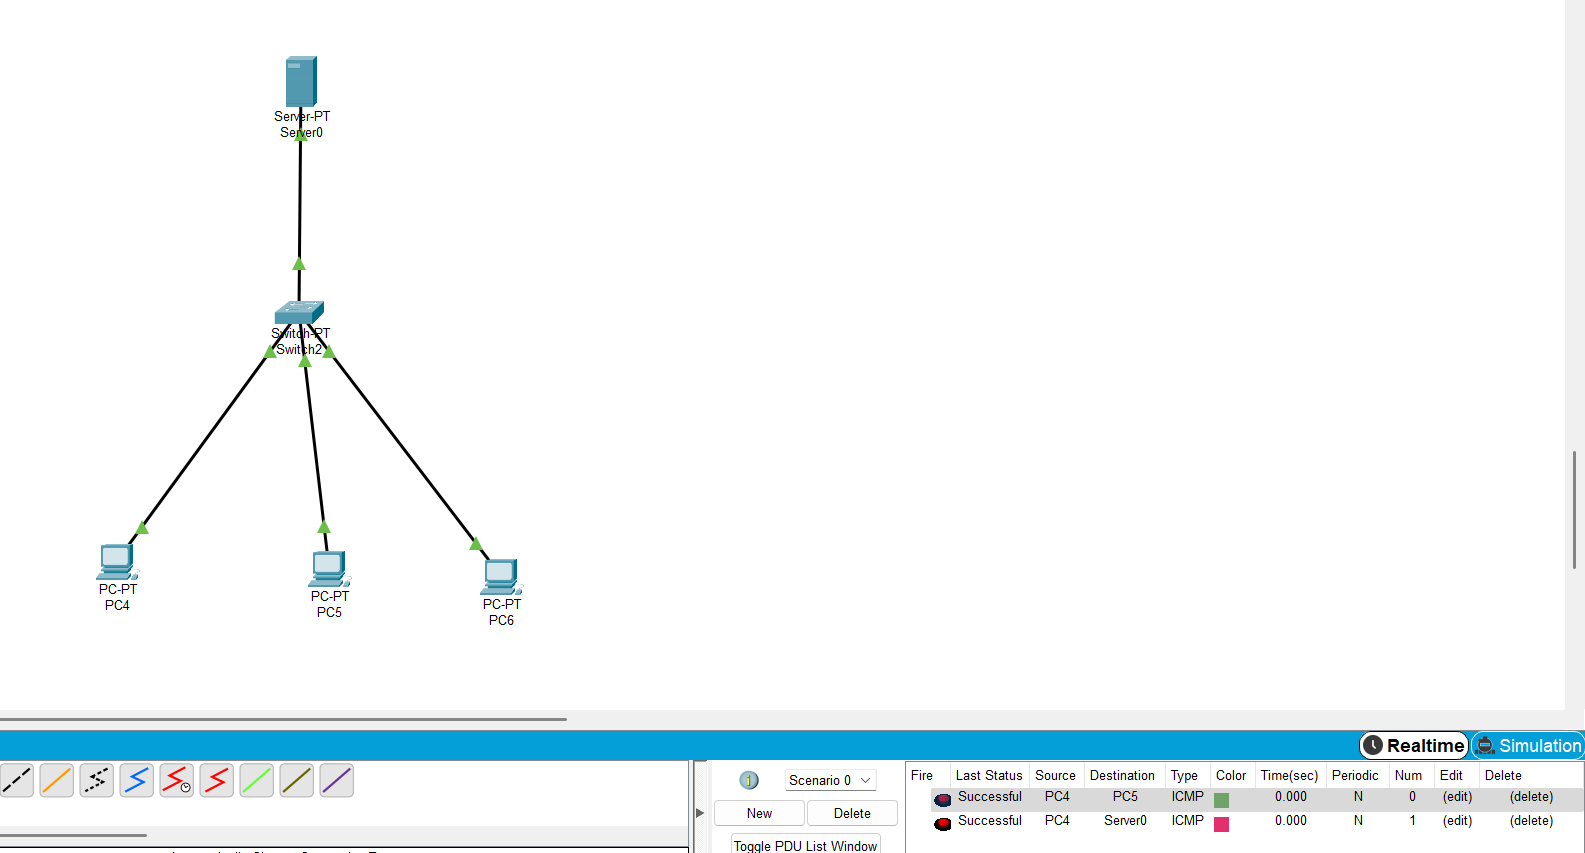 Server-PT
Server0
Switch-PT
Switch2
PC-PT
PC4
PC-PT
PC5
PC-PT
PC6
Realtime
Simulation
1
Scenario 0
New
Delete
Toggle PDU List Window
Fire Last Status Source Destination Type Color Time(sec) Periodic Num Edit Delete
Successful PC4 PC5 ICMP 0.000 N 0 (edit) (delete)
Successful PC4 Server0 ICMP 0.000 N 1 (edit) (delete)